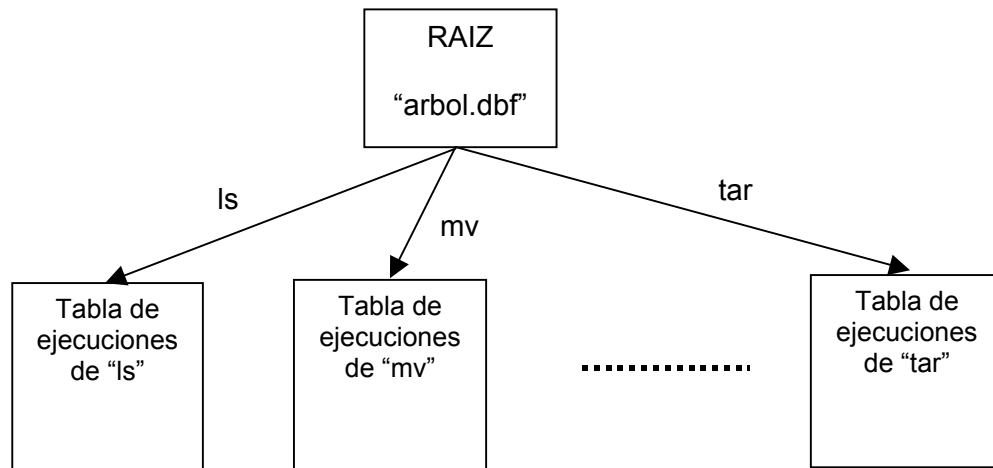 RAIZ
“arbol.dbf”
ls
mv
tar
Tabla de
ejecuciones
de “ls”
Tabla de
ejecuciones
de “mv”
Tabla de
ejecuciones
de “tar”